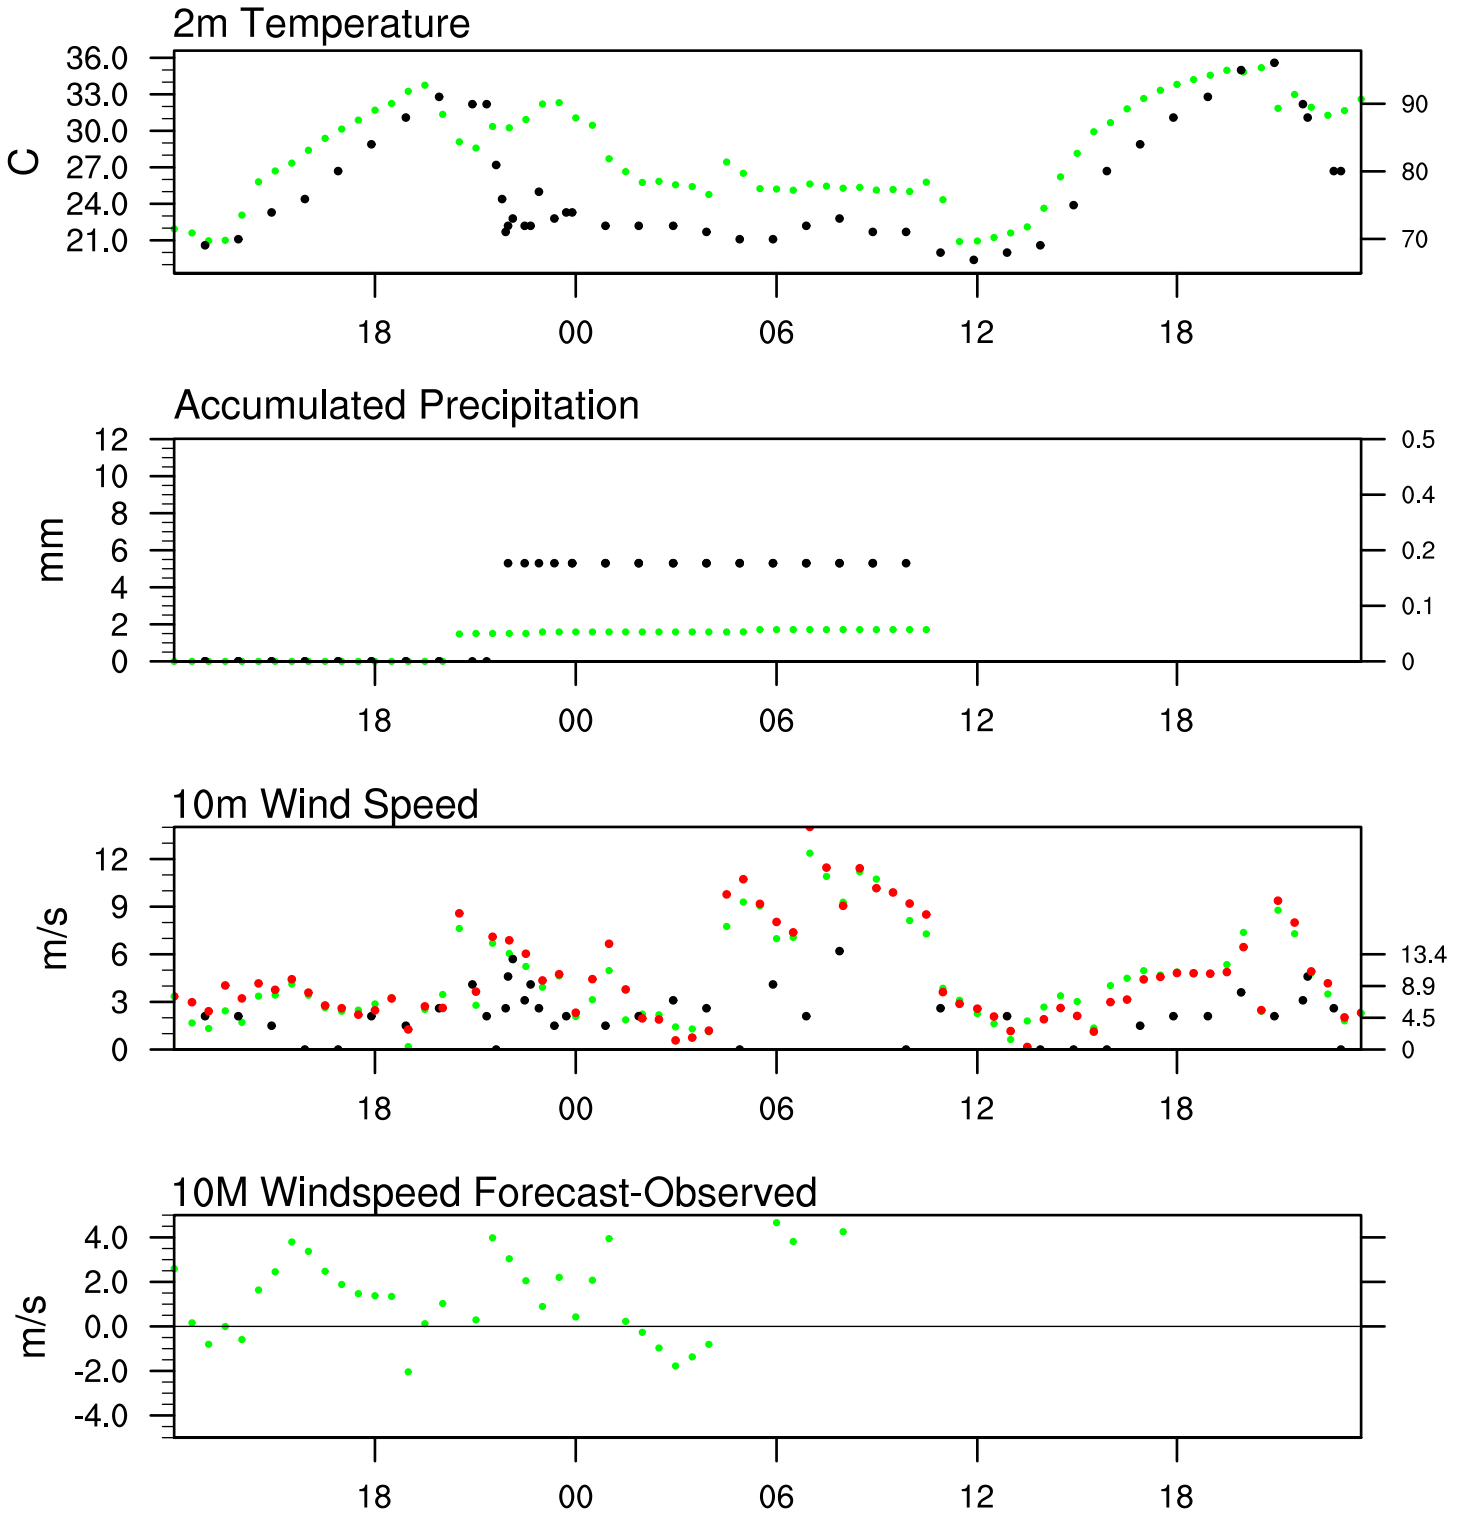 2m Temperature
36.0
33.0
30.0
27.0
24.0
21.0
C
90
80
70
18 00 06 12 18
Accumulated Precipitation
12
10
8
6
4
2
0
mm
0.5
0.4
0.2
0.1
0
18 00 06 12 18
10m Wind Speed
12
9
6
3
0
m/s
13.4
8.9
4.5
0
18 00 06 12 18
10M Windspeed Forecast-Observed
4.0
2.0
0.0
-2.0
-4.0
m/s
18 00 06 12 18